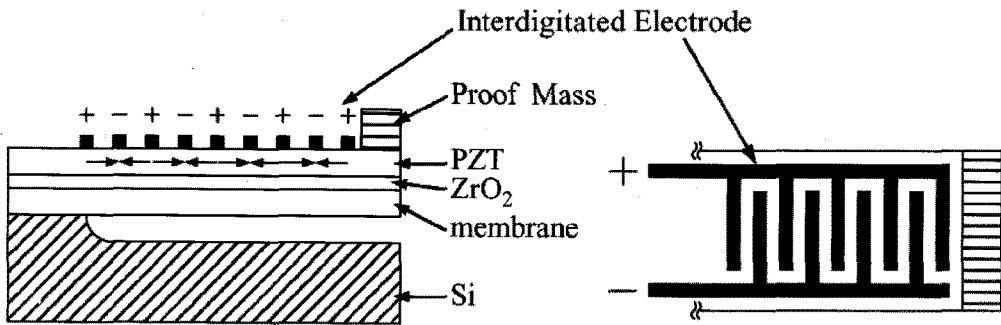 Interdigitated Electrode
+ − + − + − + − +
Proof Mass
PZT
ZrO₂
membrane
Si
+
−